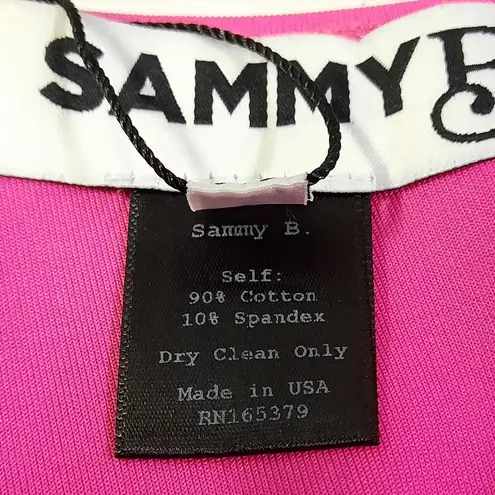 SAMMY B
Sammy B.
Self:
90% Cotton
10% Spandex
Dry Clean Only
Made in USA
RN165379